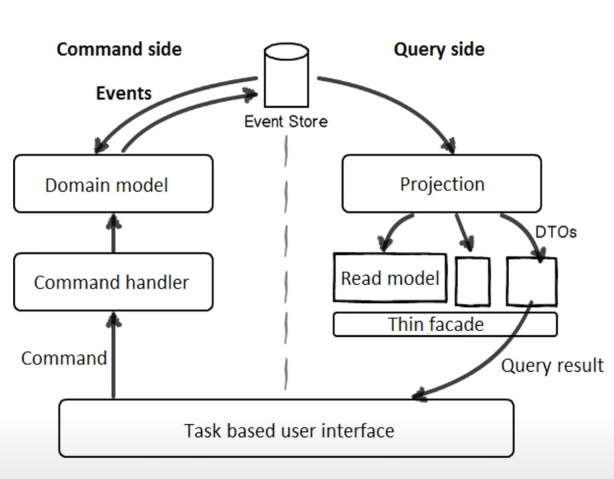 Command side
Query side
Events
Event Store
Domain model
Projection
DTOs
Command handler
Read model
Thin facade
Command
Query result
Task based user interface